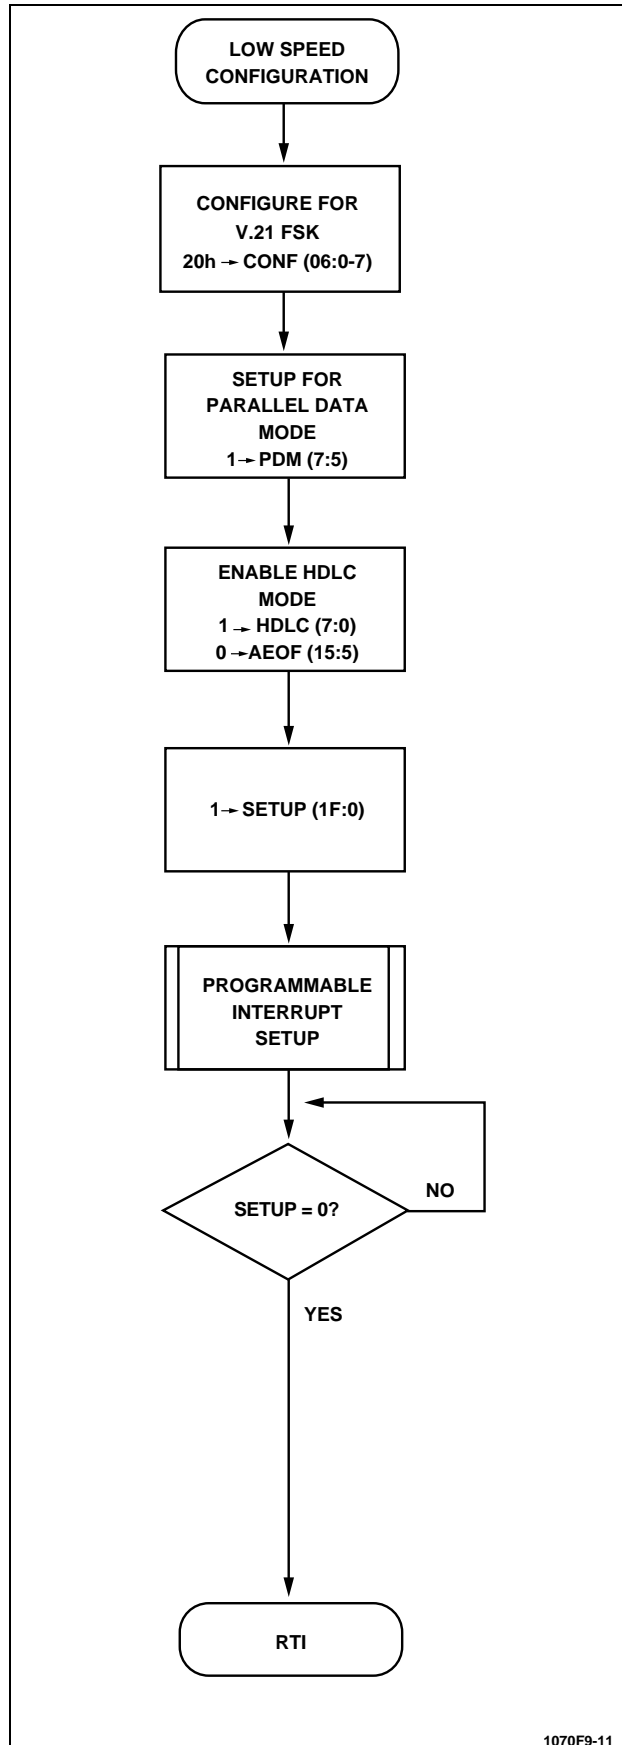 LOW SPEED
CONFIGURATION
CONFIGURE FOR
V.21 FSK
20h → CONF (06:0-7)
SETUP FOR
PARALLEL DATA
MODE
1→ PDM (7:5)
ENABLE HDLC
MODE
1 → HDLC (7:0)
0 →AEOF (15:5)
1→ SETUP (1F:0)
PROGRAMMABLE
INTERRUPT
SETUP
SETUP = 0?
NO
YES
RTI
1070F9-11